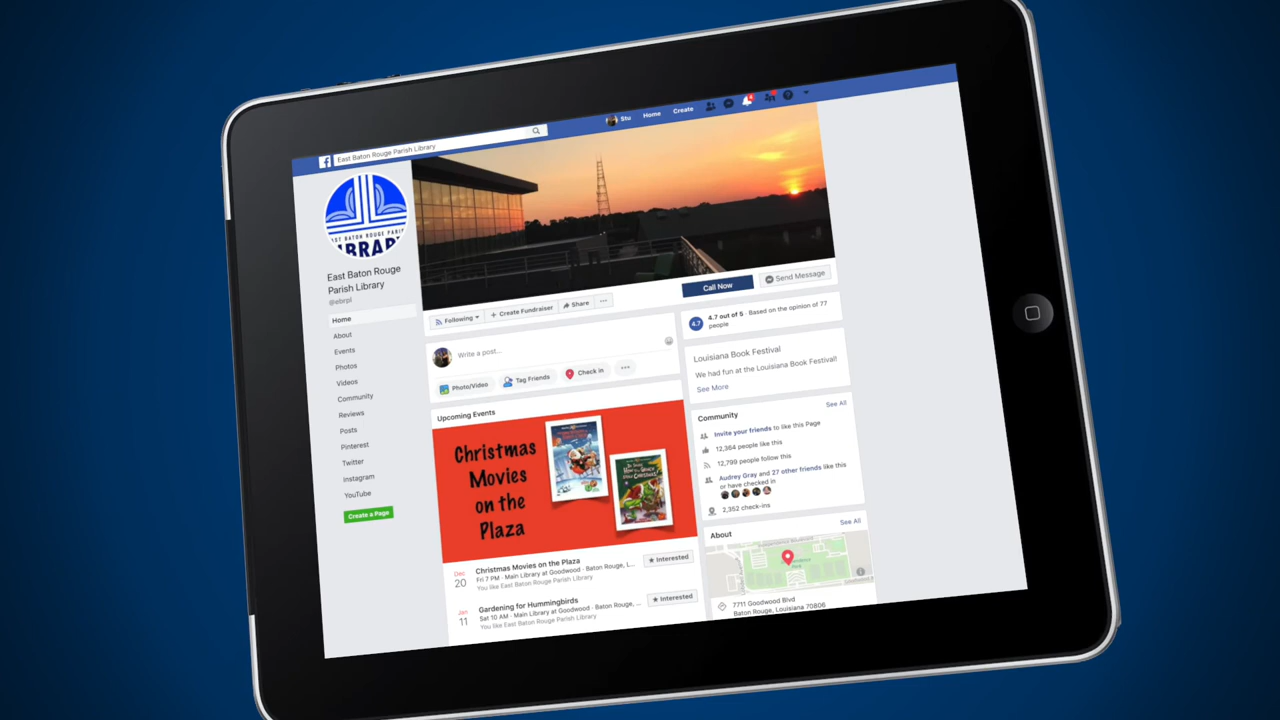 East Baton Rouge Parish Library
Stu
Home
Create
4
EAST BATON ROUGE PARISH
LIBRARY
East Baton Rouge
Parish Library
@ebrpl
Home
About
Events
Photos
Videos
Community
Reviews
Posts
Pinterest
Twitter
Instagram
YouTube
Create a Page
Following
+ Create Fundraiser
Share
...
Call Now
Send Message
Write a post...
Photo/Video
Tag Friends
Check in
...
Upcoming Events
Christmas
Movies
on the
Plaza
Dec
20
Christmas Movies on the Plaza
Fri 7 PM · Main Library at Goodwood · Baton Rouge, L...
You like East Baton Rouge Parish Library
Interested
Jan
11
Gardening for Hummingbirds
Sat 10 AM · Main Library at Goodwood · Baton Rouge, ...
You like East Baton Rouge Parish Library
Interested
4.7
4.7 out of 5 · Based on the opinion of 77
people
Louisiana Book Festival
We had fun at the Louisiana Book Festival!
See More
Community
See All
Invite your friends to like this Page
12,364 people like this
12,799 people follow this
Audrey Gray and 27 other friends like this
or have checked in
2,352 check-ins
About
See All
7711 Goodwood Blvd
Baton Rouge, Louisiana 70806